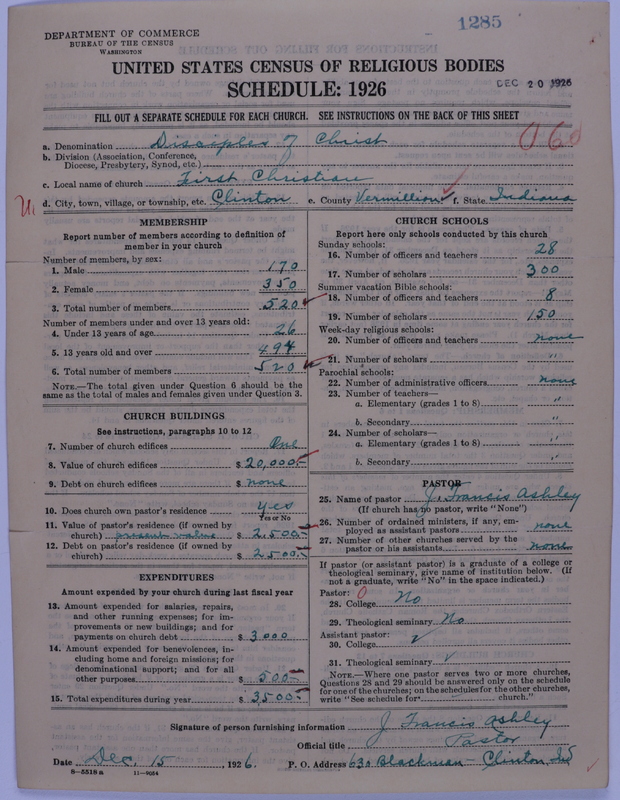 1285
DEPARTMENT OF COMMERCE
BUREAU OF THE CENSUS
WASHINGTON
UNITED STATES CENSUS OF RELIGIOUS BODIES
SCHEDULE: 1926
DEC 20 1926
FILL OUT A SEPARATE SCHEDULE FOR EACH CHURCH. SEE INSTRUCTIONS ON THE BACK OF THIS SHEET
060
a. Denomination Disciples of Christ
b. Division (Association, Conference,
Diocese, Presbytery, Synod, etc.)
c. Local name of church First Christian
d. City, town, village, or township, etc. Clinton e. County Vermillion f. State Indiana
MEMBERSHIP
Report number of members according to definition of
member in your church
Number of members, by sex:
1. Male 170
2. Female 350
3. Total number of members 520
Number of members under and over 13 years old:
4. Under 13 years of age 26
5. 13 years old and over 494
6. Total number of members 520
NOTE.—The total given under Question 6 should be the
same as the total of males and females given under Question 3.
CHURCH BUILDINGS
See instructions, paragraphs 10 to 12
7. Number of church edifices One
8. Value of church edifices $ 20,000.-
9. Debt on church edifices $ none
10. Does church own pastor's residence yes
Yes or No
11. Value of pastor's residence (if owned by
church) present value $ 2500.-
12. Debt on pastor's residence (if owned by
church) $ 2500.-
EXPENDITURES
Amount expended by your church during last fiscal year
13. Amount expended for salaries, repairs,
and other running expenses; for im-
provements or new buildings; and for
payments on church debt $ 3000
14. Amount expended for benevolences, in-
cluding home and foreign missions; for
denominational support; and for all
other purposes $ 500.-
15. Total expenditures during year $ 3500.-
CHURCH SCHOOLS
Report here only schools conducted by this church
Sunday schools:
16. Number of officers and teachers 28
17. Number of scholars 300
Summer vacation Bible schools:
18. Number of officers and teachers 8
19. Number of scholars 150
Week-day religious schools:
20. Number of officers and teachers none
21. Number of scholars "
Parochial schools:
22. Number of administrative officers none
23. Number of teachers—
a. Elementary (grades 1 to 8) "
b. Secondary "
24. Number of scholars—
a. Elementary (grades 1 to 8) "
b. Secondary "
PASTOR
25. Name of pastor J. Francis Ashley
(If church has no pastor, write "None")
26. Number of ordained ministers, if any, em-
ployed as assistant pastors none
27. Number of other churches served by the
pastor or his assistants none
If pastor (or assistant pastor) is a graduate of a college or
theological seminary, give name of institution below. (If
not a graduate, write "No" in the space indicated.)
Pastor: 0
28. College No
29. Theological seminary No
Assistant pastor:
30. College
31. Theological seminary
NOTE.—Where one pastor serves two or more churches,
Questions 28 and 29 should be answered only on the schedule
for one of the churches; on the schedules for the other churches,
write "See schedule for church."
Signature of person furnishing information J Francis Ashley
Official title Pastor
Date Dec. 15, 1926. P. O. Address 630 Blackman - Clinton, Ind
8—5518 a 11—9064